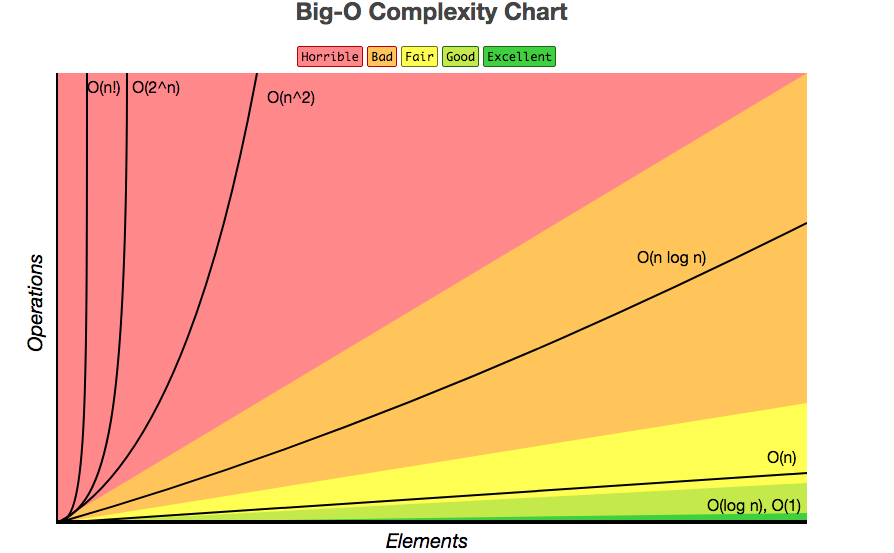 Big-O Complexity Chart
Horrible Bad Fair Good Excellent
O(n!) O(2^n)
O(n^2)
O(n log n)
Operations
O(n)
O(log n), O(1)
Elements